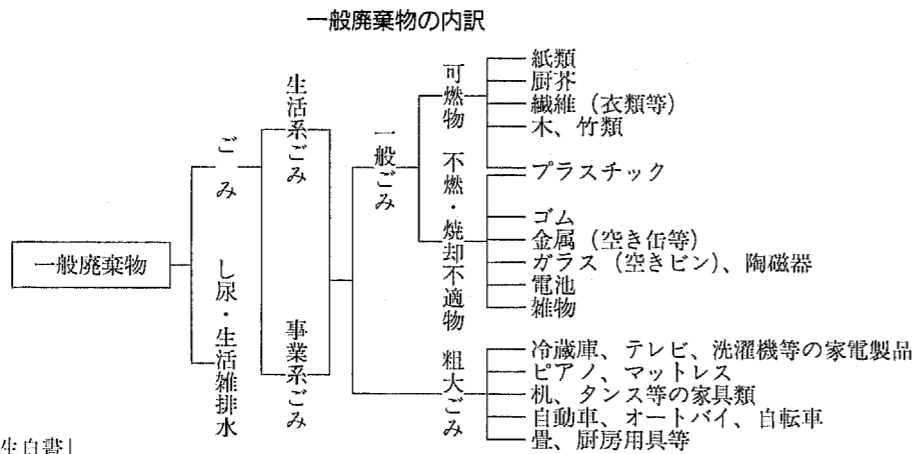 一般廃棄物の内訳
一般廃棄物
ごみ
し尿・生活雑排水
生活系ごみ
事業系ごみ
一般ごみ
可燃物
不燃・焼却不適物
粗大ごみ
紙類
厨芥
繊維（衣類等）
木、竹類
プラスチック
ゴム
金属（空き缶等）
ガラス（空きビン）、陶磁器
電池
雑物
冷蔵庫、テレビ、洗濯機等の家電製品
ピアノ、マットレス
机、タンス等の家具類
自動車、オートバイ、自転車
畳、厨房用具等
生白書」